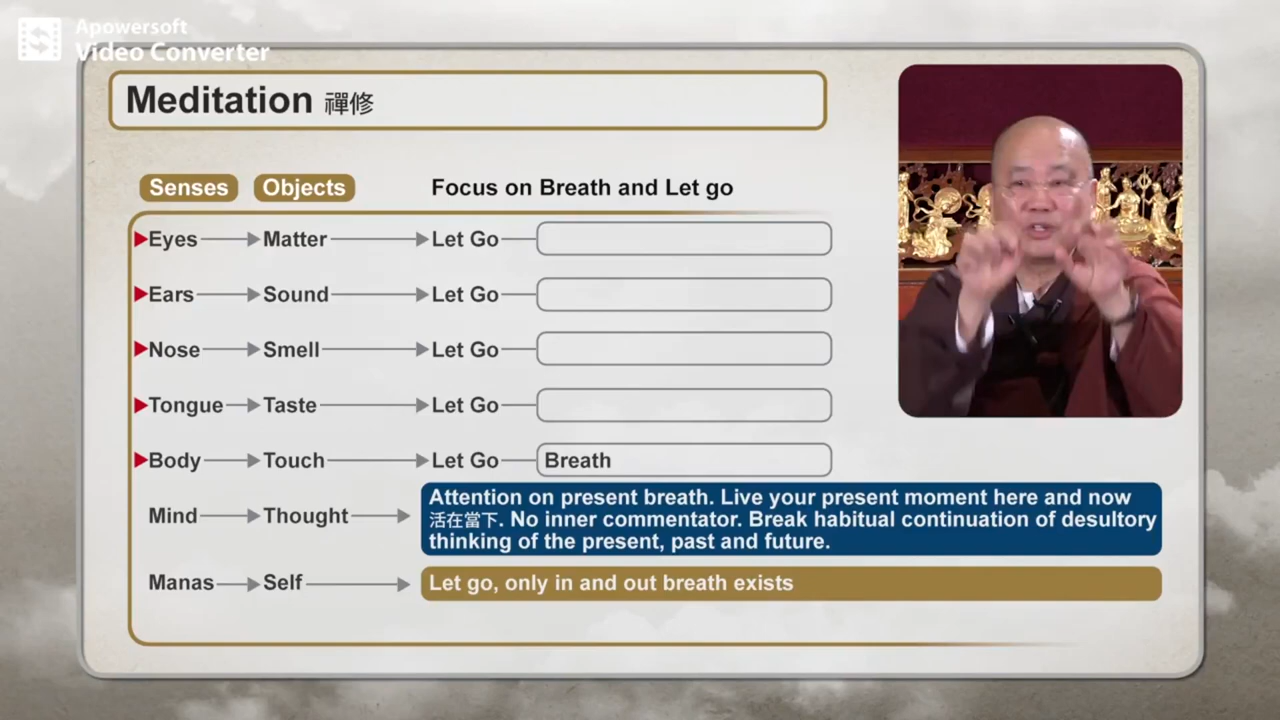 Apowersoft
Video Converter
Meditation 禪修
Senses Objects Focus on Breath and Let go
Eyes Matter Let Go
Ears Sound Let Go
Nose Smell Let Go
Tongue Taste Let Go
Body Touch Let Go Breath
Mind Thought
Attention on present breath. Live your present moment here and now
活在當下. No inner commentator. Break habitual continuation of desultory
thinking of the present, past and future.
Manas Self Let go, only in and out breath exists